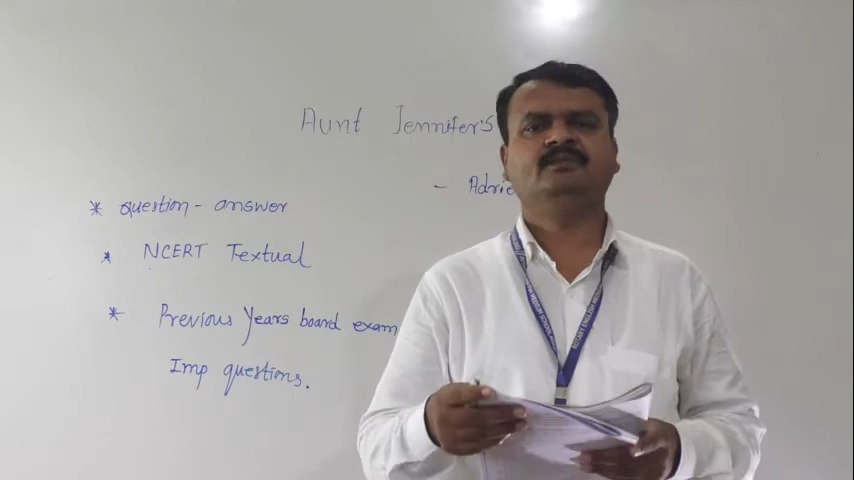 Aunt Jennifer's
- Adrie
* question - answer
* NCERT Textual
* Previous Years board exam
Imp questions.